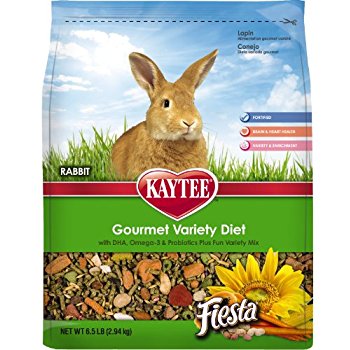 Lapin
Alimentation gourmet variété
Conejo
Dieta variada gourmet
FORTIFIED
BRAIN & HEART HEALTH
VARIETY & ENRICHMENT
RABBIT
KAYTEE
Gourmet Variety Diet
with DHA, Omega-3 & Probiotics Plus Fun Variety Mix
Fiesta
NET WT 6.5 LB (2.94 kg)